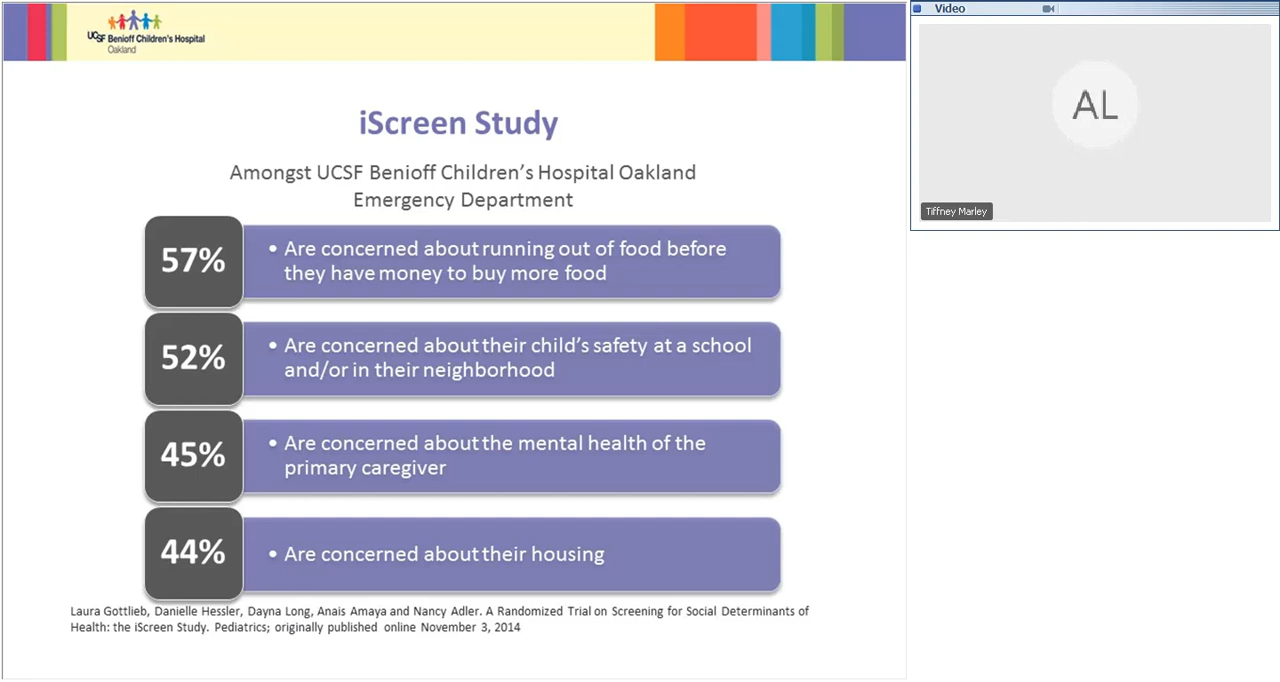 UCSF Benioff Children's Hospital
Oakland
Video
iScreen Study
Amongst UCSF Benioff Children's Hospital Oakland
Emergency Department
57%
• Are concerned about running out of food before
they have money to buy more food
52%
• Are concerned about their child's safety at a school
and/or in their neighborhood
45%
• Are concerned about the mental health of the
primary caregiver
44%
• Are concerned about their housing
Laura Gottlieb, Danielle Hessler, Dayna Long, Anais Amaya and Nancy Adler. A Randomized Trial on Screening for Social Determinants of
Health: the iScreen Study. Pediatrics; originally published online November 3, 2014
AL
Tiffney Marley